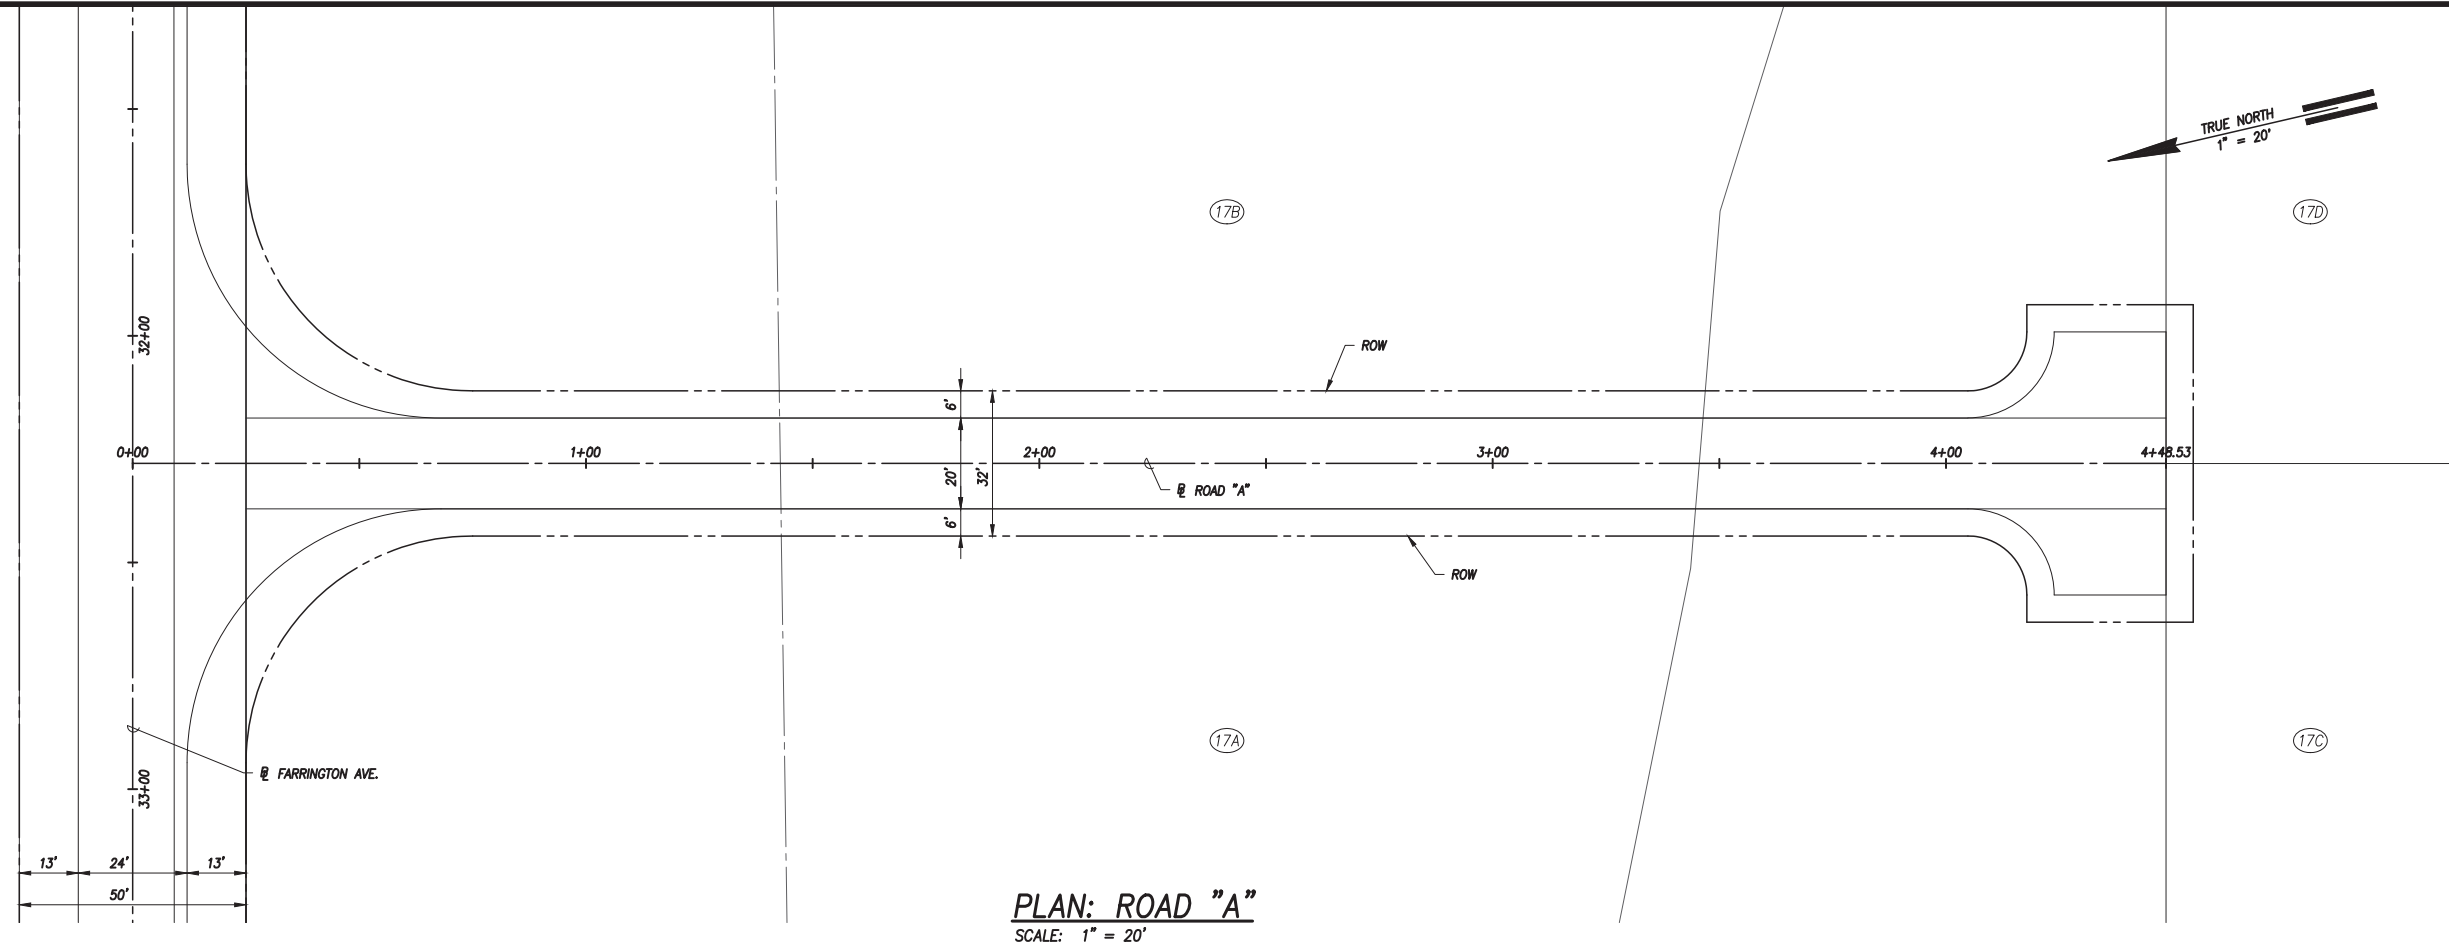 TRUE NORTH
1" = 20'
17B
17D
32+00
ROW
6'
0+00
1+00
2+00
3+00
4+00
4+48.53
20'
32'
ROAD "A"
6'
ROW
17A
17C
FARRINGTON AVE.
33+00
13'
24'
13'
50'
PLAN: ROAD "A"
SCALE: 1" = 20'